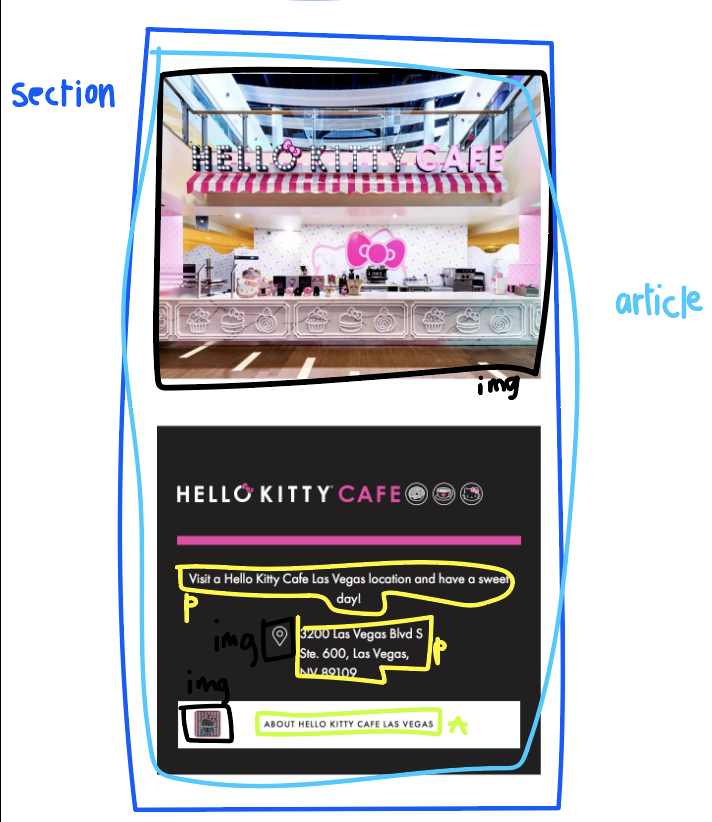 section
HELLO KITTY CAFE
article
img
HELLO KITTY CAFE
Visit a Hello Kitty Cafe Las Vegas location and have a sweet
day!
p
img
3200 Las Vegas Blvd S
Ste. 600, Las Vegas,
NV 89109
p
img
ABOUT HELLO KITTY CAFE LAS VEGAS
A